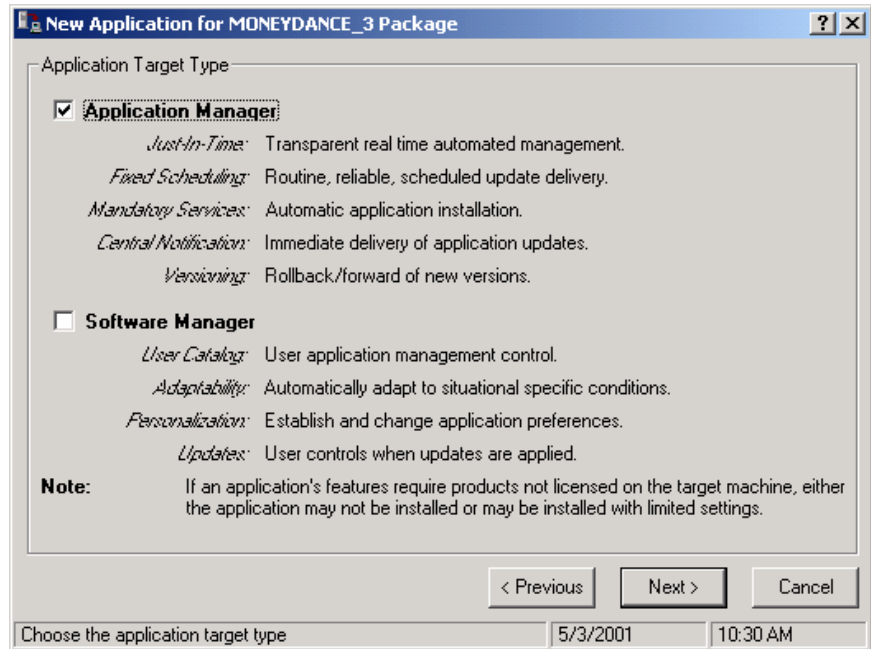 New Application for MONEYDANCE_3 Package
Application Target Type
Application Manager
Just-In-Time: Transparent real time automated management.
Fixed Scheduling: Routine, reliable, scheduled update delivery.
Mandatory Services: Automatic application installation.
Central Notification: Immediate delivery of application updates.
Versioning: Rollback/forward of new versions.
Software Manager
User Catalog: User application management control.
Adaptability: Automatically adapt to situational specific conditions.
Personalization: Establish and change application preferences.
Updates: User controls when updates are applied.
Note: If an application's features require products not licensed on the target machine, either
the application may not be installed or may be installed with limited settings.
< Previous Next > Cancel
Choose the application target type 5/3/2001 10:30 AM